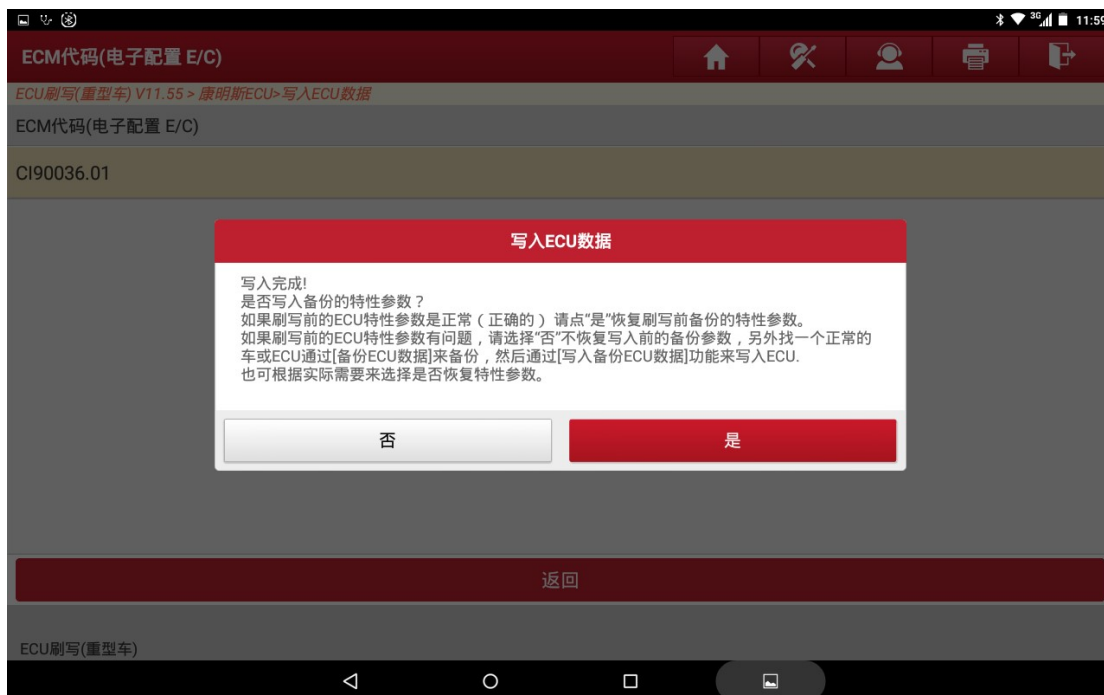 3G 11:59
ECM代码(电子配置 E/C)
ECU刷写(重型车) V11.55 > 康明斯ECU>写入ECU数据
ECM代码(电子配置 E/C)
CI90036.01
写入ECU数据
写入完成!
是否写入备份的特性参数？
如果刷写前的ECU特性参数是正常（正确的）请点“是”恢复刷写前备份的特性参数。
如果刷写前的ECU特性参数有问题，请选择“否”不恢复写入前的备份参数，另外找一个正常的
车或ECU通过[备份ECU数据]来备份，然后通过[写入备份ECU数据]功能来写入ECU.
也可根据实际需要来选择是否恢复特性参数。
否 是
返回
ECU刷写(重型车)